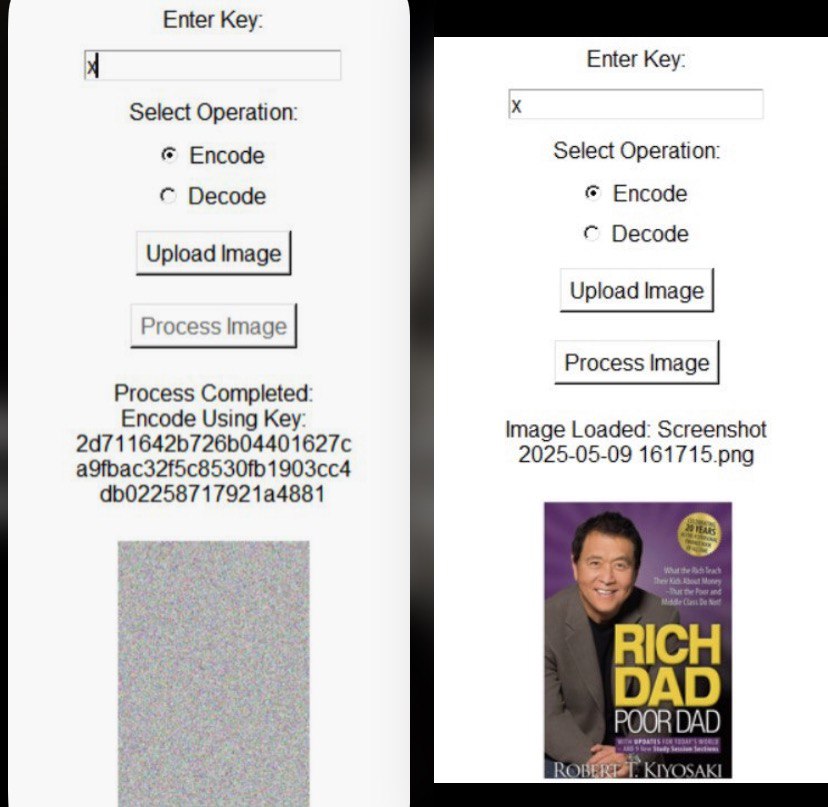 Enter Key:
x
Select Operation:
Encode
Decode
Upload Image
Process Image
Process Completed:
Encode Using Key:
2d711642b726b04401627c
a9fbac32f5c8530fb1903cc4
db02258717921a4881
Enter Key:
x
Select Operation:
Encode
Decode
Upload Image
Process Image
Image Loaded: Screenshot
2025-05-09 161715.png
CELEBRATING
20 YEARS
What the Rich Teach
Their Kids About Money
–That the Poor and
Middle Class Do Not!
RICH
DAD
POOR DAD
WITH UPDATES FOR TODAY'S WORLD
– AND 9 New Study Session Sections
ROBERT T. KIYOSAKI